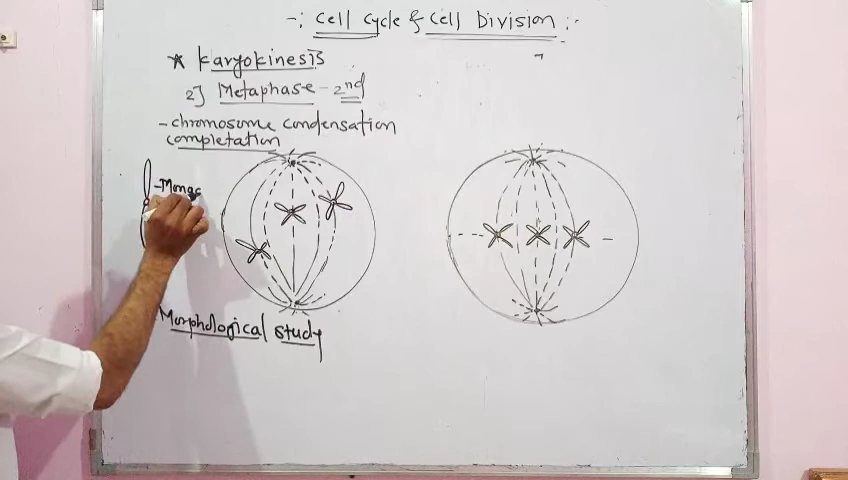 -: Cell Cycle & Cell Division :-
* Karyokinesis
2] Metaphase - 2nd
- chromosome condensation
completation
Morphological study